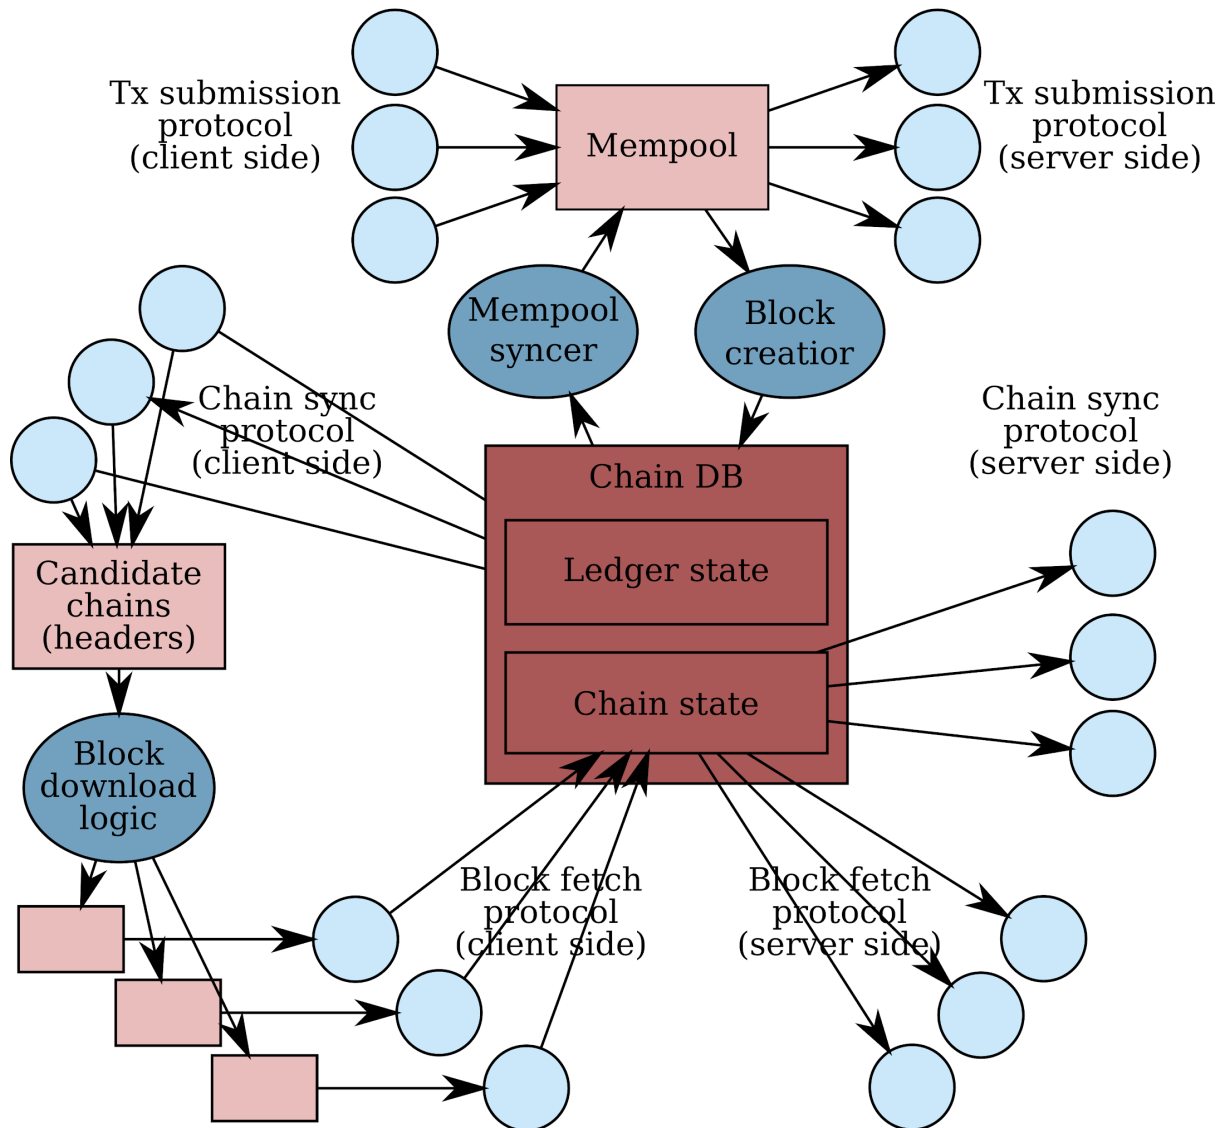 Tx submission
protocol
(client side)
Mempool
Tx submission
protocol
(server side)
Mempool
syncer
Block
creatior
Chain sync
protocol
(client side)
Chain sync
protocol
(server side)
Chain DB
Ledger state
Chain state
Candidate
chains
(headers)
Block
download
logic
Block fetch
protocol
(client side)
Block fetch
protocol
(server side)